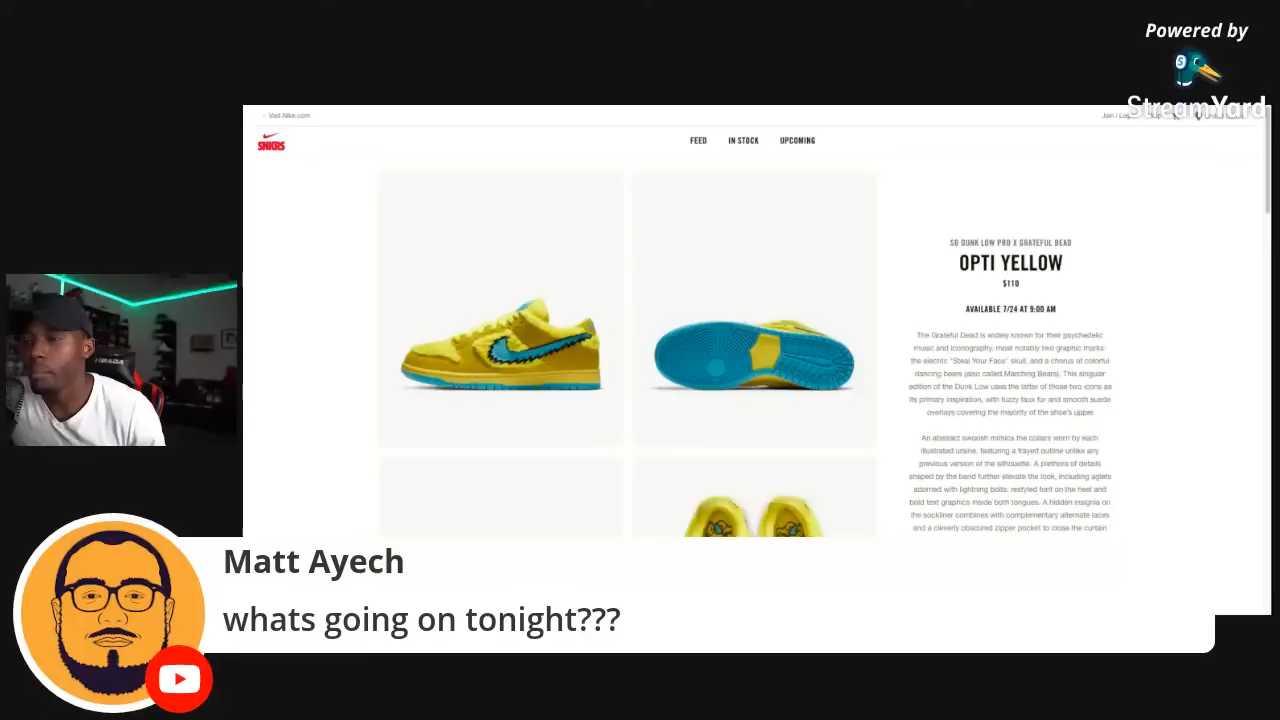 Powered by
StreamYard
Visit Nike.com
Join / Log
SNKRS
FEED
IN STOCK
UPCOMING
SB DUNK LOW PRO X GRATEFUL DEAD
OPTI YELLOW
$110
AVAILABLE 7/24 AT 9:00 AM
The Grateful Dead is widely known for their psychedelic
music and iconography, most notably two graphic marks:
the electric "Steal Your Face" skull, and a chorus of colorful
dancing bears (also called Marching Bears). This singular
edition of the Dunk Low uses the latter of those two icons as
its primary inspiration, with fuzzy faux fur and smooth suede
overlays covering the majority of the shoe's upper.
An abstract swoosh mimics the collars worn by each
illustrated ursine, featuring a frayed outline unlike any
previous version of the silhouette. A plethora of details
shaped by the band further elevate the look, including aglets
adorned with lightning bolts, restyled font on the heel and
bold text graphics inside both tongues. A hidden insignia on
the sockliner combines with complementary alternate laces
and a cleverly obscured zipper pocket to close the curtain
Matt Ayech
whats going on tonight???